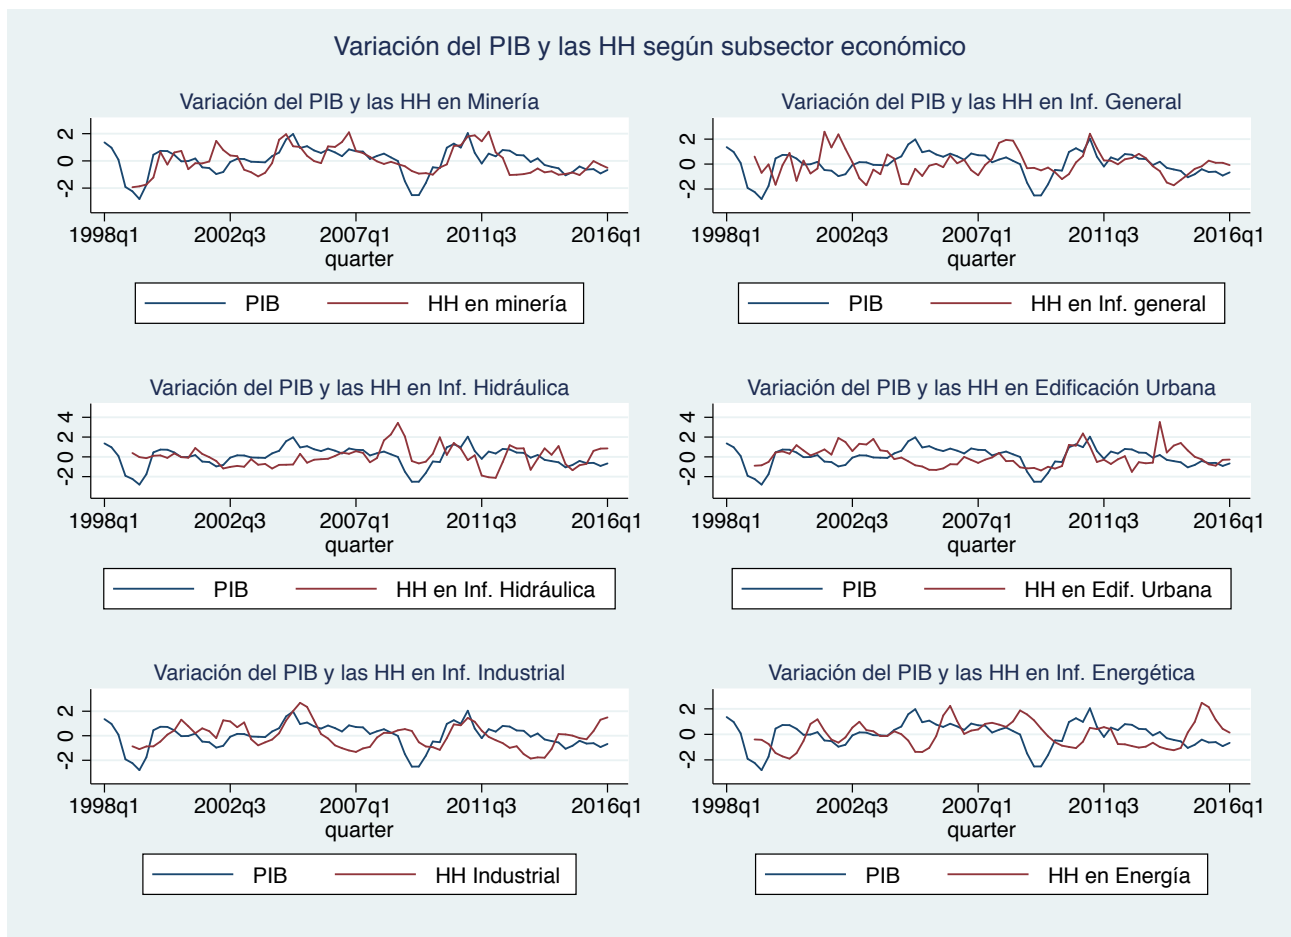 Variación del PIB y las HH según subsector económico
Variación del PIB y las HH en Minería
2
0
-2
1998q1 2002q3 2007q1 2011q3 2016q1
quarter
PIB HH en minería
Variación del PIB y las HH en Inf. General
2
0
-2
1998q1 2002q3 2007q1 2011q3 2016q1
quarter
PIB HH en Inf. general
Variación del PIB y las HH en Inf. Hidráulica
4
2
0
-2
1998q1 2002q3 2007q1 2011q3 2016q1
quarter
PIB HH en Inf. Hidráulica
Variación del PIB y las HH en Edificación Urbana
4
2
0
-2
1998q1 2002q3 2007q1 2011q3 2016q1
quarter
PIB HH en Edif. Urbana
Variación del PIB y las HH en Inf. Industrial
2
0
-2
1998q1 2002q3 2007q1 2011q3 2016q1
quarter
PIB HH Industrial
Variación del PIB y las HH en Inf. Energética
2
0
-2
1998q1 2002q3 2007q1 2011q3 2016q1
quarter
PIB HH en Energía